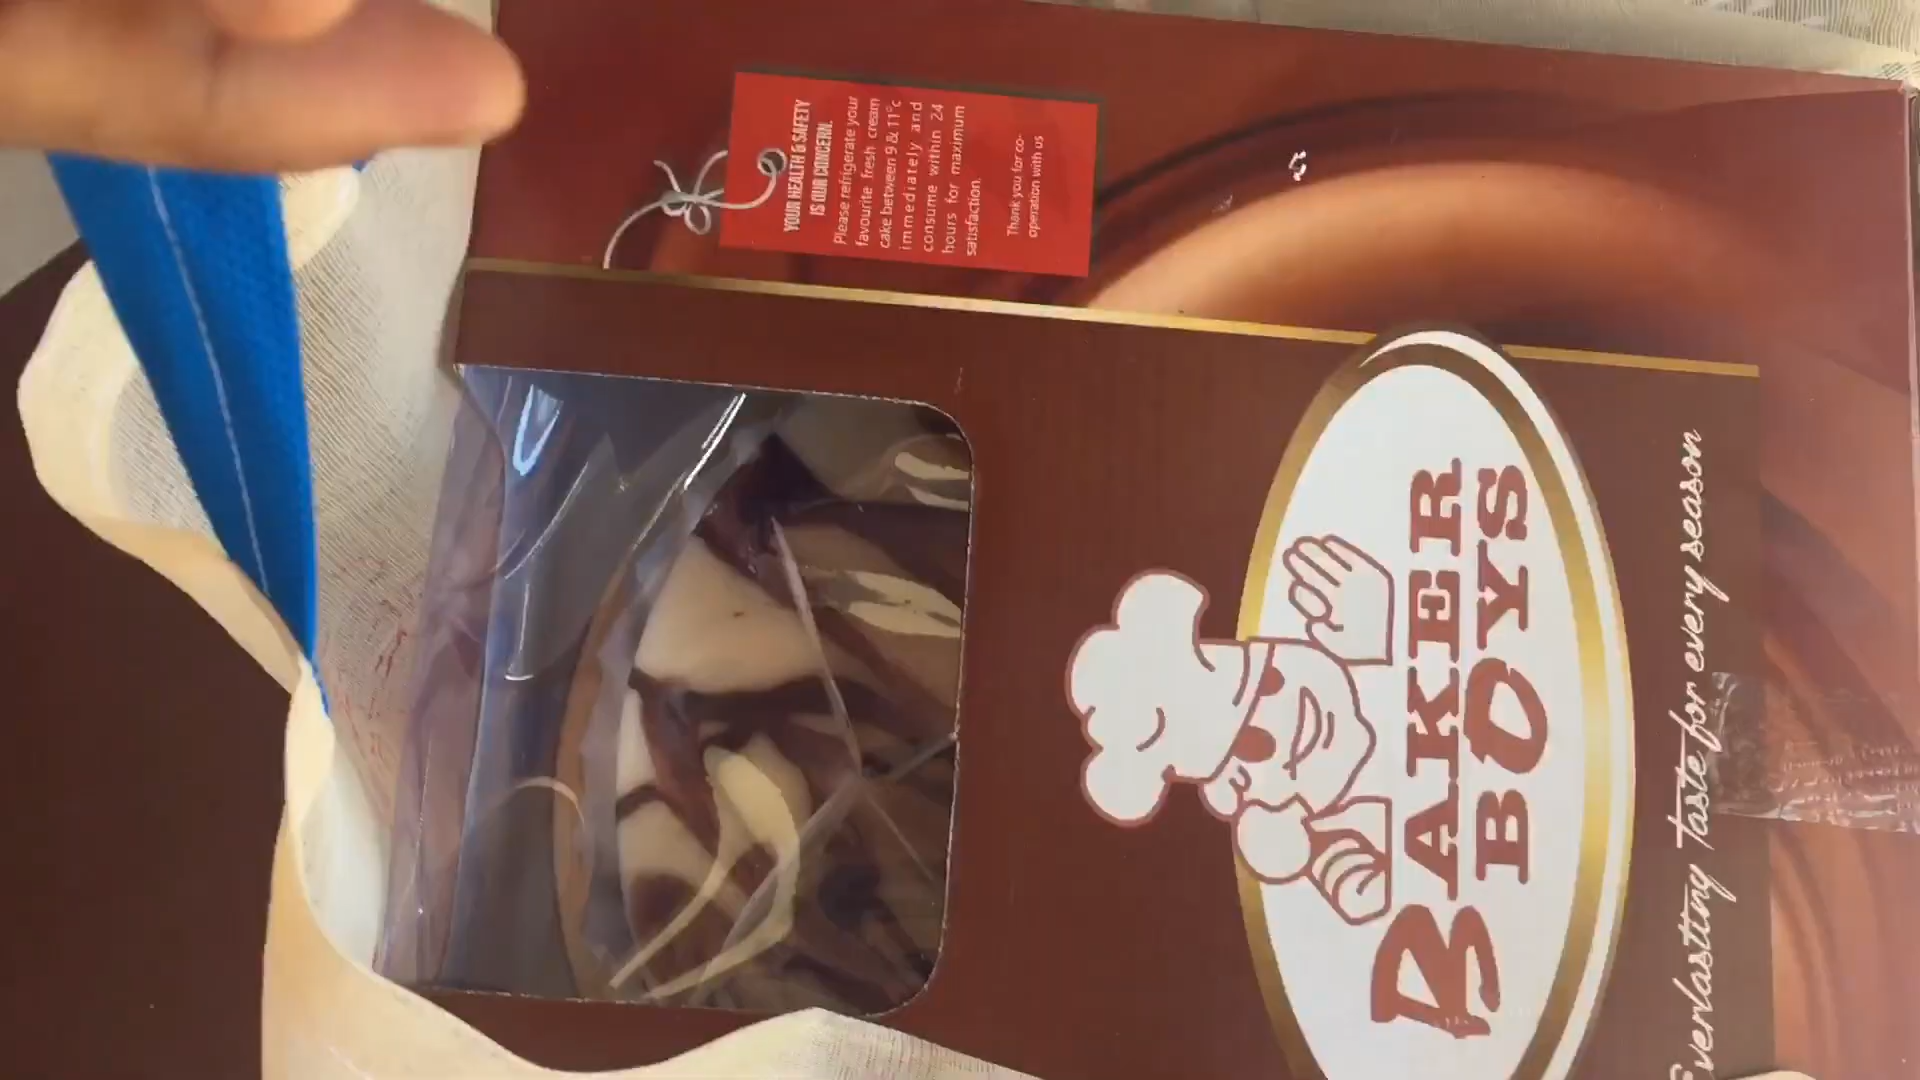 YOUR HEALTH & SAFETY
IS OUR CONCERN.
Please refrigerate your
favourite fresh cream
cake between 9 & 11°c
immediately and
consume within 24
hours for maximum
satisfaction.
Thank you for co-
operation with us
BAKER
BOYS
Everlasting Taste for every season